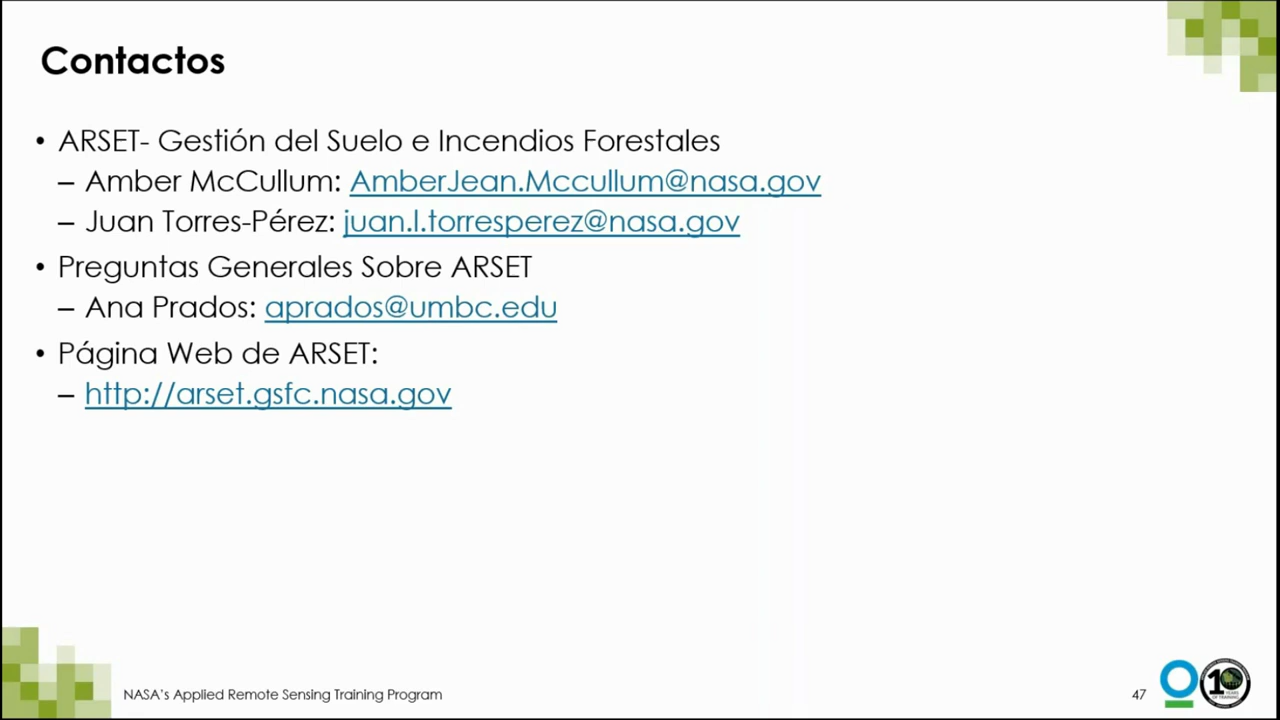 Contactos
• ARSET- Gestión del Suelo e Incendios Forestales
– Amber McCullum: AmberJean.Mccullum@nasa.gov
– Juan Torres-Pérez: juan.l.torresperez@nasa.gov
• Preguntas Generales Sobre ARSET
– Ana Prados: aprados@umbc.edu
• Página Web de ARSET:
– http://arset.gsfc.nasa.gov
NASA's Applied Remote Sensing Training Program
47
10